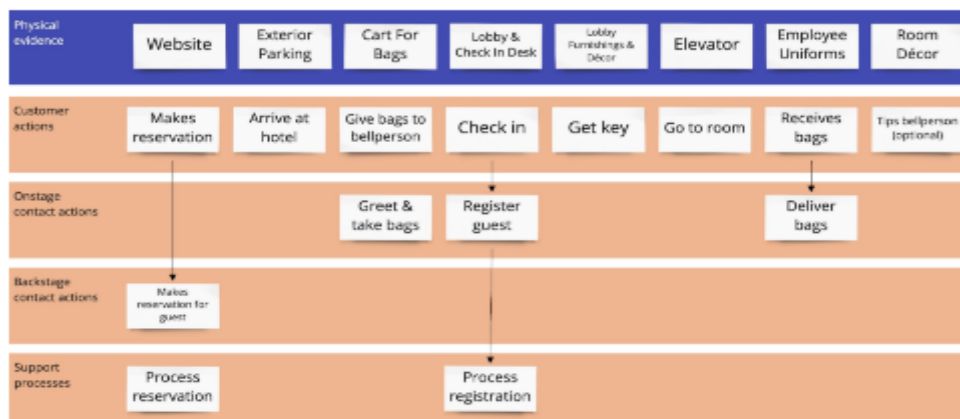 Physical
evidence
Website
Exterior
Parking
Cart For
Bags
Lobby &
Check In Desk
Lobby
Furnishings &
Décor
Elevator
Employee
Uniforms
Room
Décor
Customer
actions
Makes
reservation
Arrive at
hotel
Give bags to
bellperson
Check in
Get key
Go to room
Receives
bags
Tips bellperson
(optional)
Onstage
contact actions
Greet &
take bags
Register
guest
Deliver
bags
Backstage
contact actions
Makes
reservation for
guest
Support
processes
Process
reservation
Process
registration